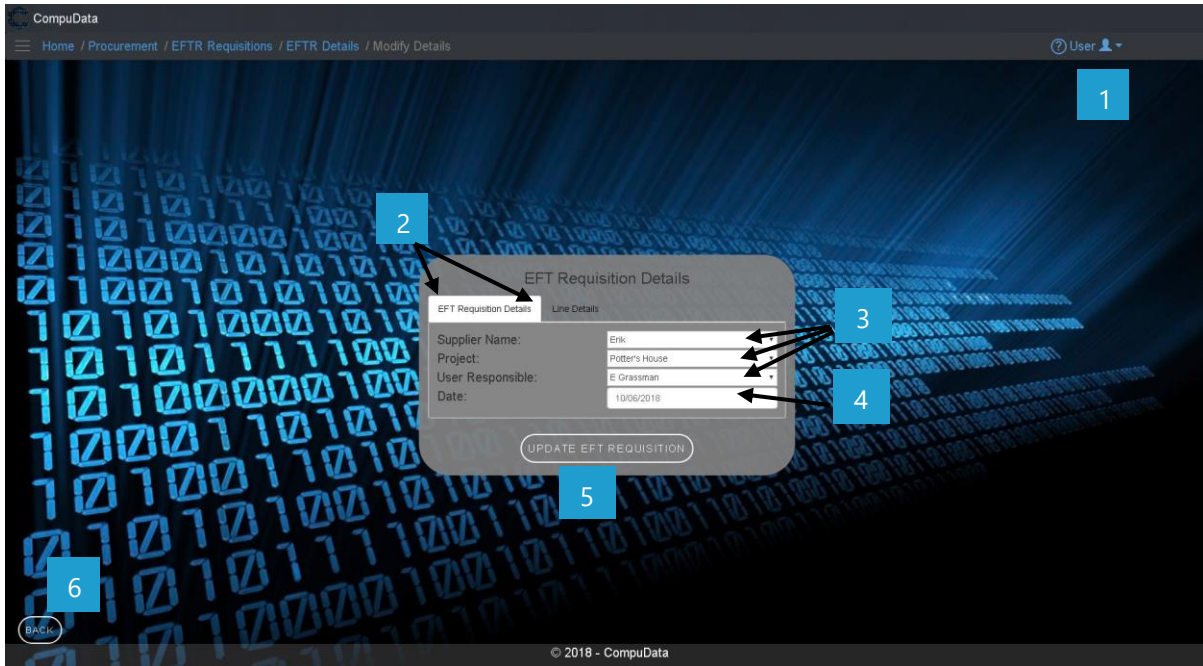 CompuData
Home / Procurement / EFTR Requisitions / EFTR Details / Modify Details
? User
1
2
EFT Requisition Details
EFT Requisition Details Line Details
3
Supplier Name: Erik
Project: Potter's House
User Responsible: E Grassman
Date: 10/06/2018
4
UPDATE EFT REQUISITION
5
6
BACK
© 2018 - CompuData